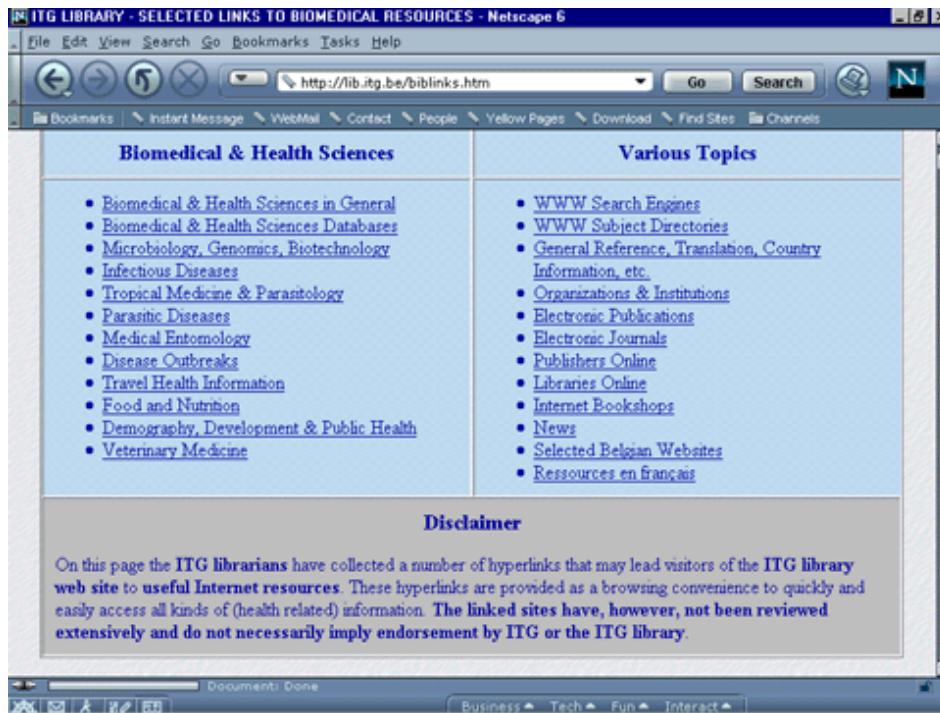 ITG LIBRARY - SELECTED LINKS TO BIOMEDICAL RESOURCES - Netscape 6
File Edit View Search Go Bookmarks Tasks Help
http://lib.itg.be/biblinks.htm Go Search N
Bookmarks Instant Message WebMail Contact People Yellow Pages Download Find Sites Channels
Biomedical & Health Sciences
Biomedical & Health Sciences in General
Biomedical & Health Sciences Databases
Microbiology, Genomics, Biotechnology
Infectious Diseases
Tropical Medicine & Parasitology
Parasitic Diseases
Medical Entomology
Disease Outbreaks
Travel Health Information
Food and Nutrition
Demography, Development & Public Health
Veterinary Medicine
Various Topics
WWW Search Engines
WWW Subject Directories
General Reference, Translation, Country
Information, etc.
Organizations & Institutions
Electronic Publications
Electronic Journals
Publishers Online
Libraries Online
Internet Bookshops
News
Selected Belgian Websites
Ressources en français
Disclaimer
On this page the ITG librarians have collected a number of hyperlinks that may lead visitors of the ITG library
web site to useful Internet resources. These hyperlinks are provided as a browsing convenience to quickly and
easily access all kinds of (health related) information. The linked sites have, however, not been reviewed
extensively and do not necessarily imply endorsement by ITG or the ITG library.
Document: Done
Business Tech Fun Interact